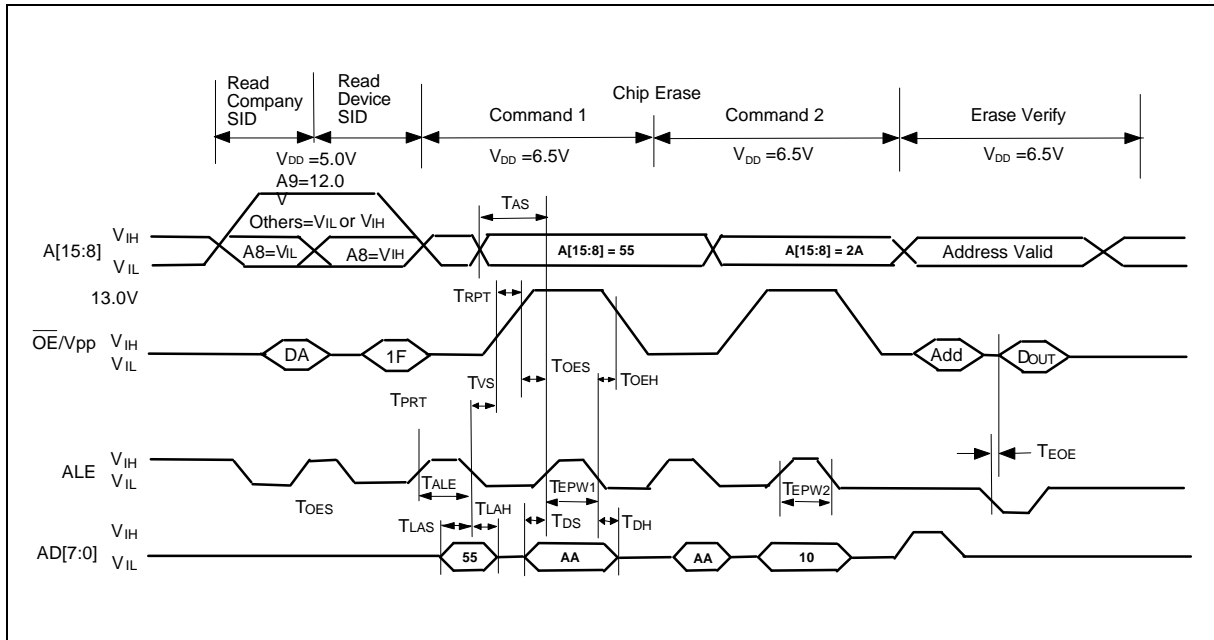 Read
Company
SID
Read
Device
SID
Chip Erase
Command 1
Command 2
Erase Verify
VDD =5.0V
VDD =6.5V
VDD =6.5V
VDD =6.5V
A9=12.0
V
Others=VIL or VIH
TAS
A[15:8]
VIH
VIL
A8=VIL
A8=VIH
A[15:8] = 55
A[15:8] = 2A
Address Valid
13.0V
TRPT
OE/Vpp
VIH
VIL
DA
1F
TOES
TOEH
Add
DOUT
TVS
TPRT
ALE
VIH
VIL
TOES
TALE
TEPW1
TEPW2
TEOE
TLAS
TLAH
TDS
TDH
AD[7:0]
VIH
VIL
55
AA
AA
10